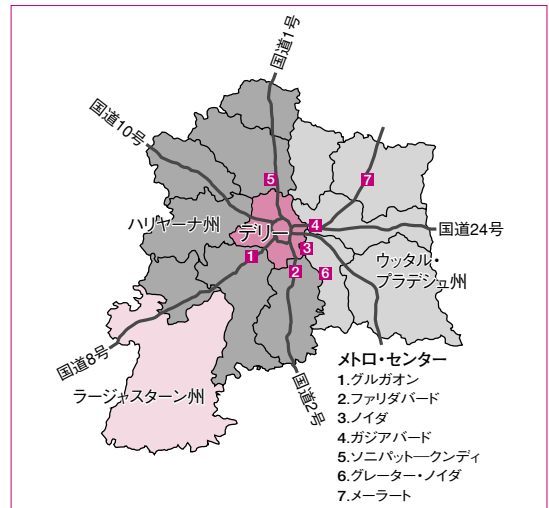 国道1号
国道10号
5
7
ハリヤーナ州
デリー
4
国道24号
3
1
2
6
ウッタル・
プラデシュ州
国道8号
ラージャスターン州
国道2号
メトロ・センター
1.グルガオン
2.ファリダバード
3.ノイダ
4.ガジアバード
5.ソニパット―クンディ
6.グレーター・ノイダ
7.メーラート